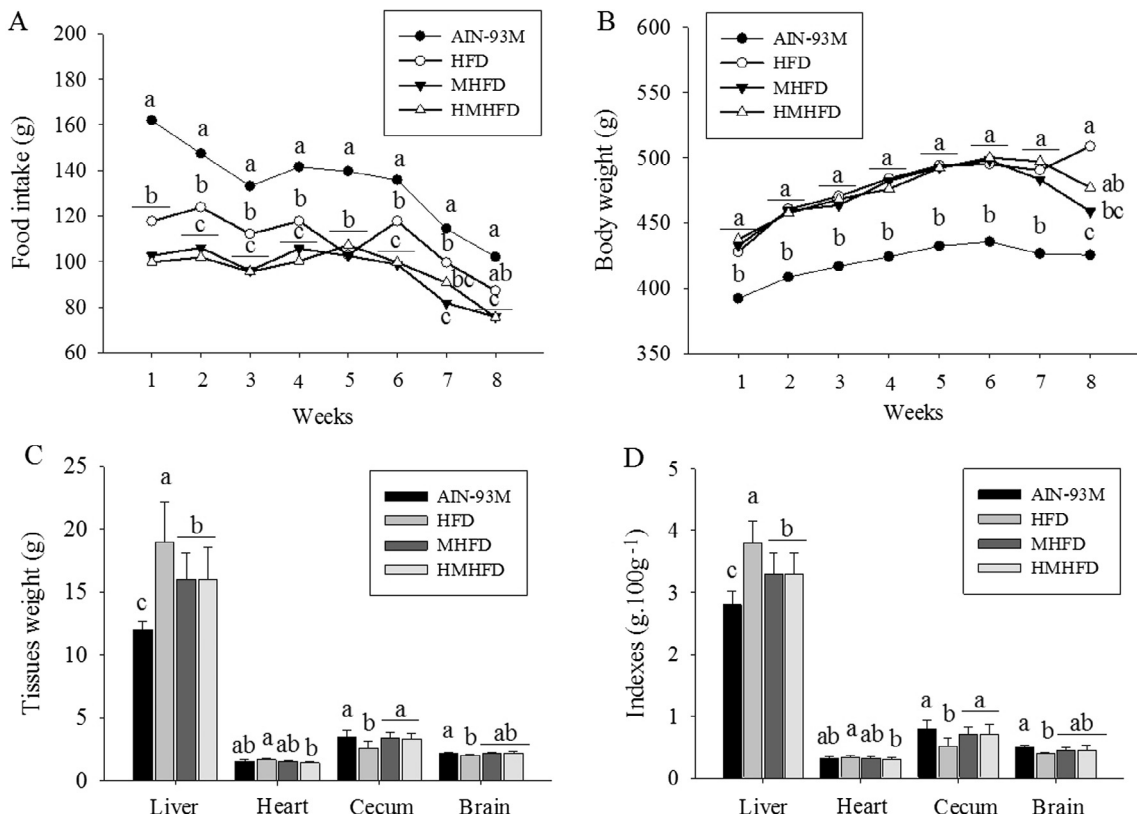 A
200
180
160
140
120
100
80
60
Food intake (g)
AIN-93M
HFD
MHFD
HMHFD
a a a a a a a a
b b b b b b b ab
c c c c bc c
c
1 2 3 4 5 6 7 8
Weeks
B
600
550
500
450
400
350
Body weight (g)
AIN-93M
HFD
MHFD
HMHFD
a a a a a a a a
ab
bc
b b b b b b b c
1 2 3 4 5 6 7 8
Weeks
C
25
20
15
10
5
0
Tissues weight (g)
AIN-93M
HFD
MHFD
HMHFD
c a b
ab a ab b
a b a
a b ab
Liver Heart Cecum Brain
D
5
4
3
2
1
0
Indexes (g.100g-1)
AIN-93M
HFD
MHFD
HMHFD
c a b
ab a ab b
a b a
a b ab
Liver Heart Cecum Brain